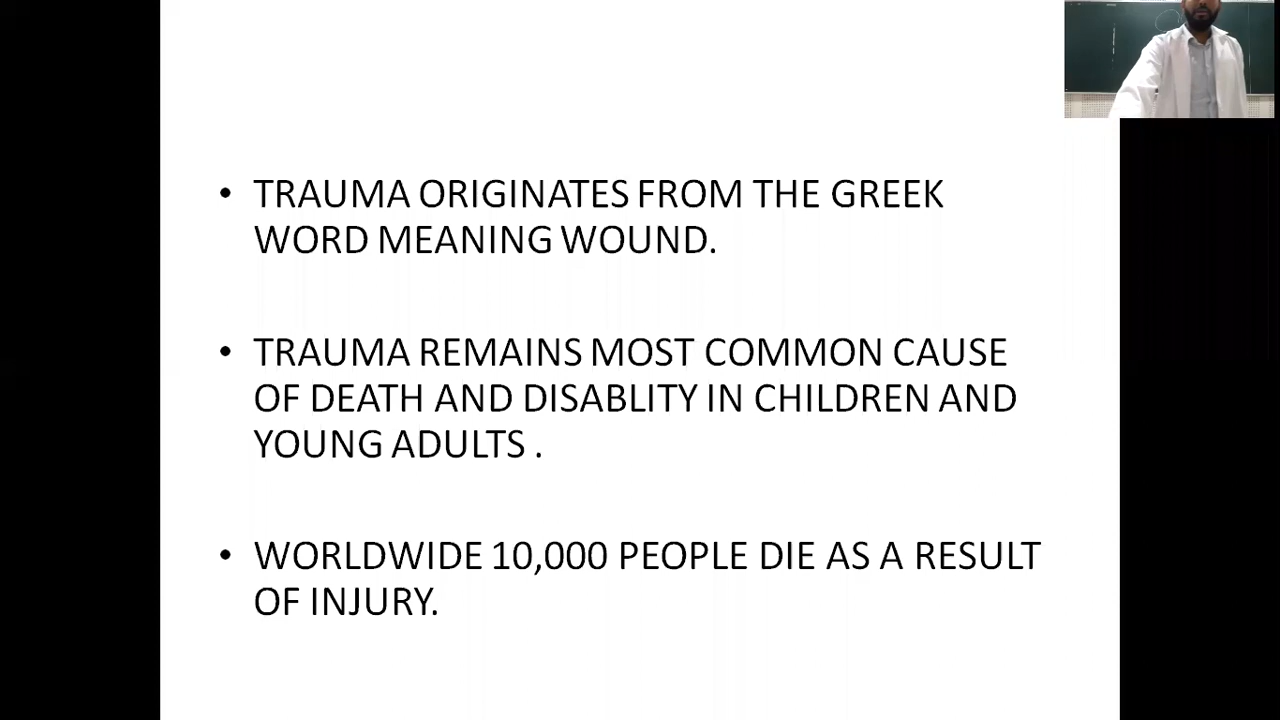 • TRAUMA ORIGINATES FROM THE GREEK
WORD MEANING WOUND.
• TRAUMA REMAINS MOST COMMON CAUSE
OF DEATH AND DISABLITY IN CHILDREN AND
YOUNG ADULTS .
• WORLDWIDE 10,000 PEOPLE DIE AS A RESULT
OF INJURY.